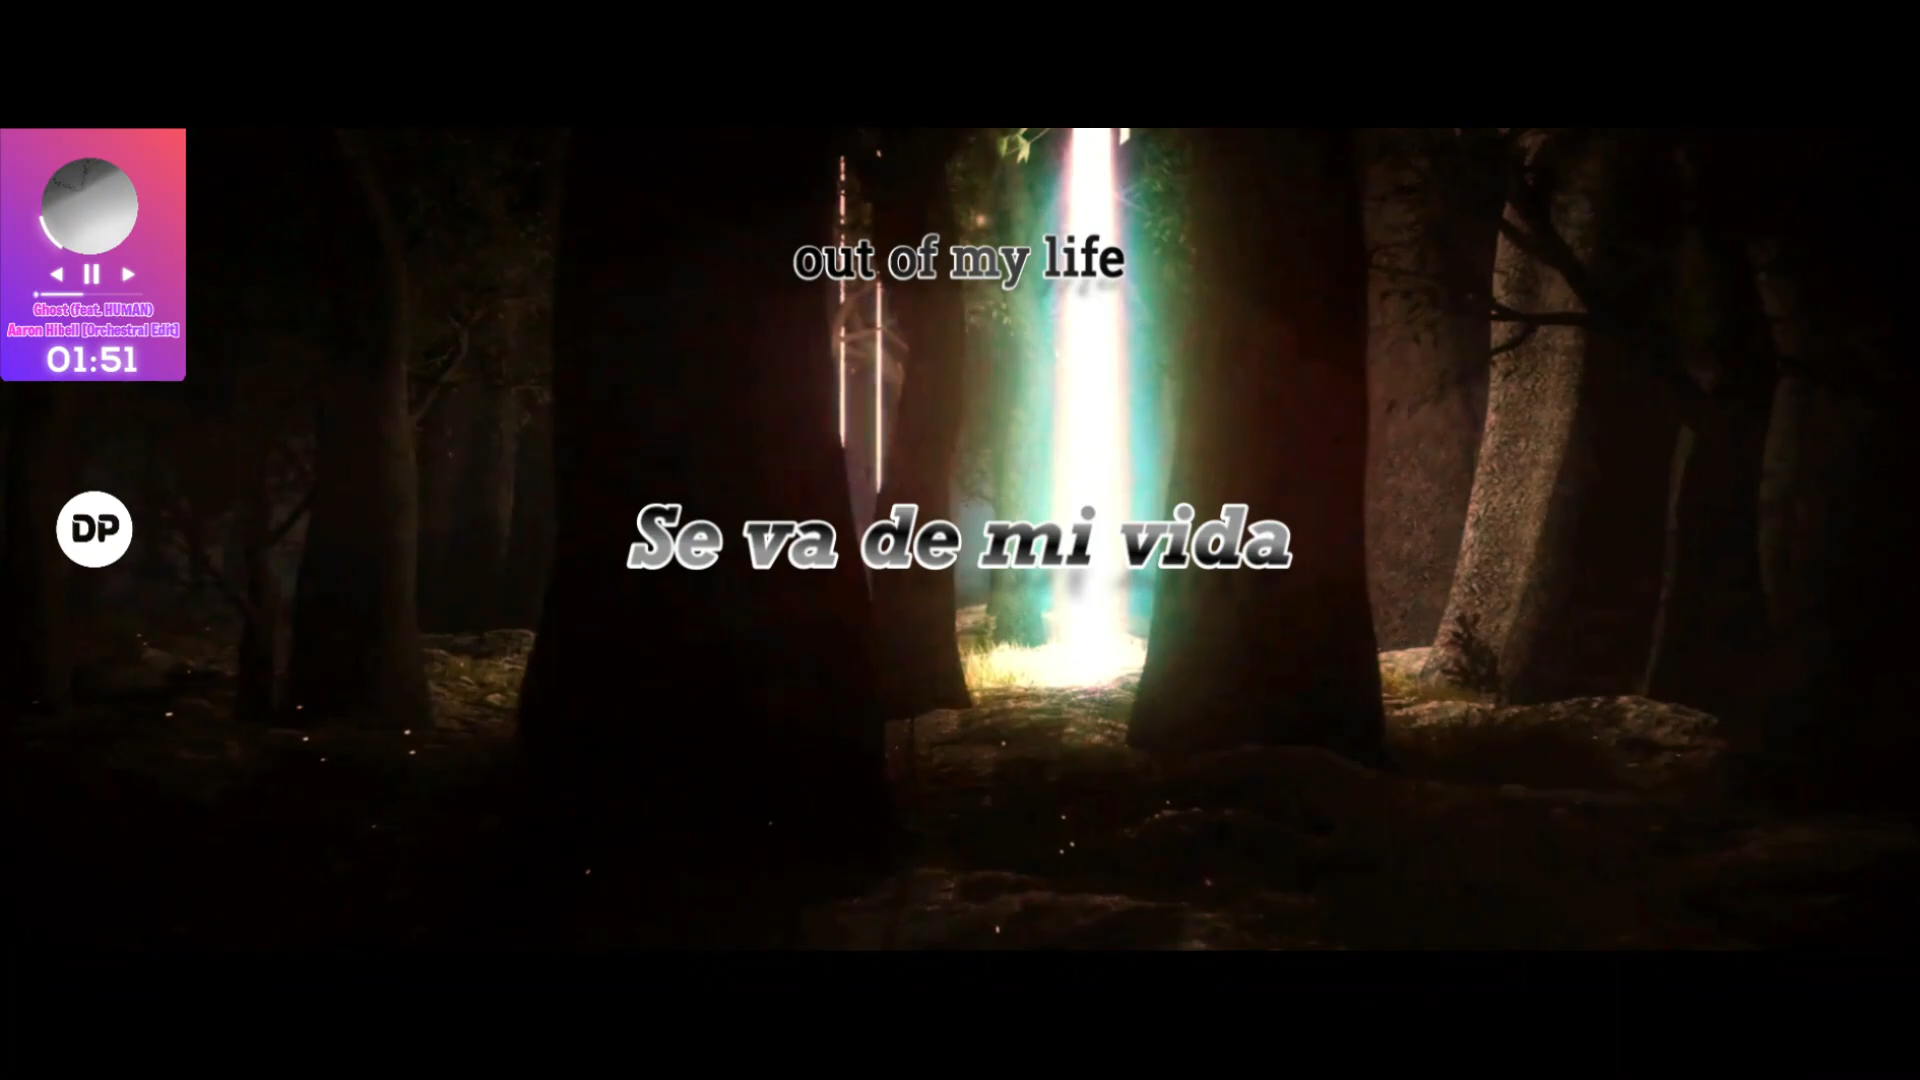 out of my life
Ghost (feat. HUMAN)
Aaron Hibell [Orchestral Edit]
01:51
DP
Se va de mi vida